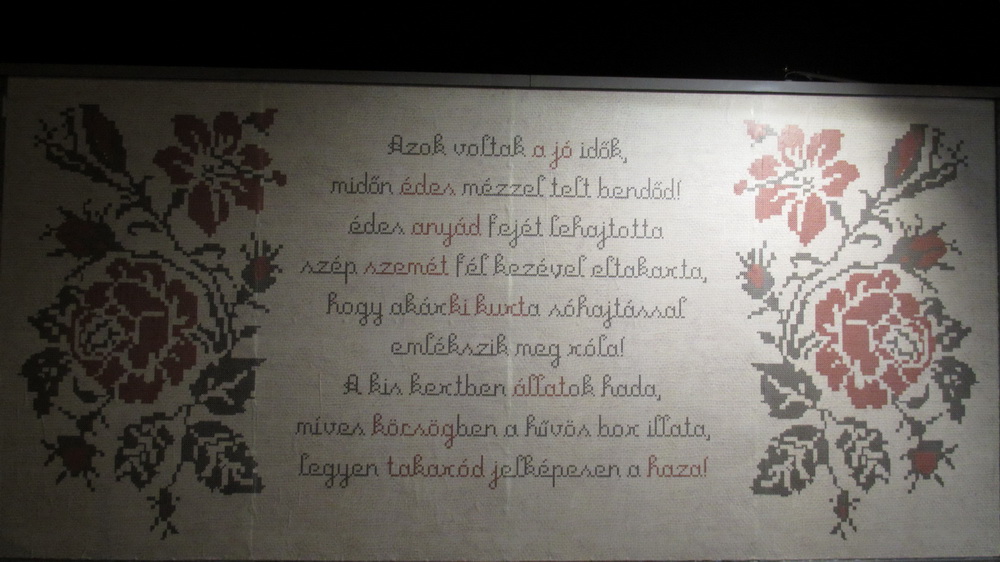 Azok voltak a jó idők,
midőn édes mézzel telt bendőd!
édes anyád fejét lehajtotta
szép szemét fél kezével eltakarta,
hogy akárki kurta sóhajtással
emlékszik meg róla!
A kis kertben állatok hada,
míves köcsögben a hűvös bor illata,
legyen takaród jelképesen a haza!